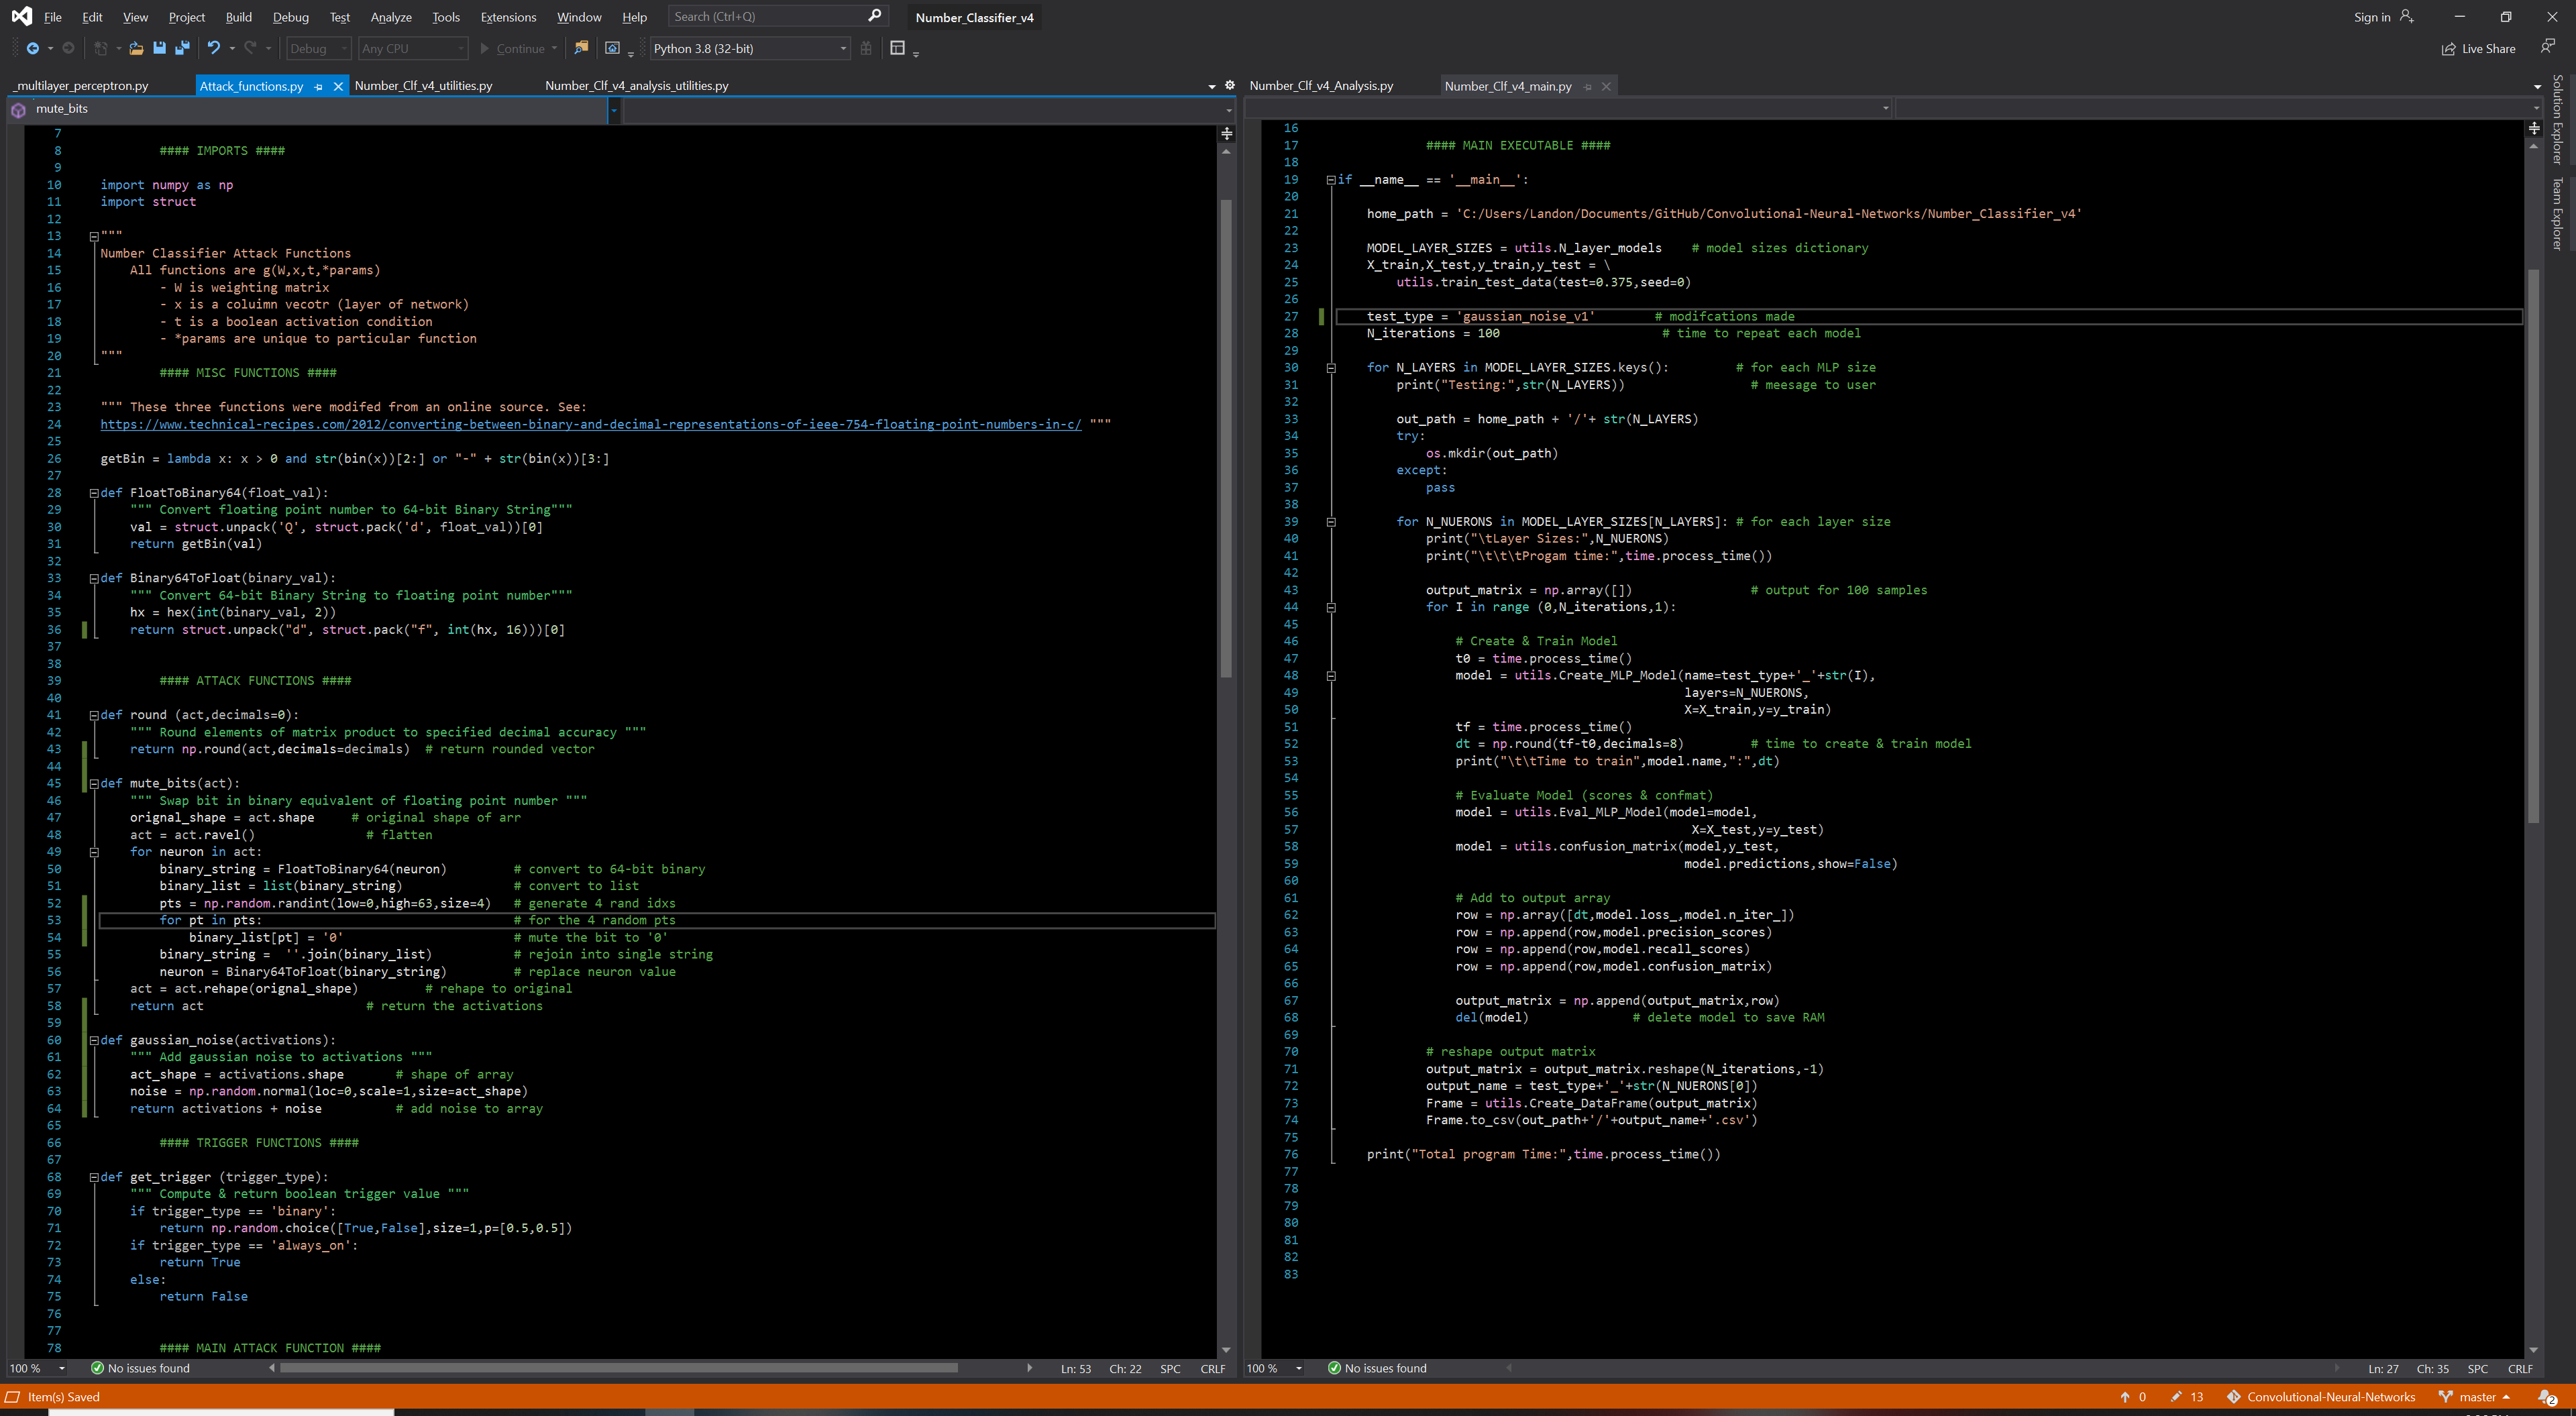 File Edit View Project Build Debug Test Analyze Tools Extensions Window Help Search (Ctrl+Q) Number_Classifier_v4 Sign in
Debug Any CPU Continue Python 3.8 (32-bit) Live Share
_multilayer_perceptron.py Attack_functions.py Number_Clf_v4_utilities.py Number_Clf_v4_analysis_utilities.py
mute_bits
7
8 #### IMPORTS ####
9
10 import numpy as np
11 import struct
12
13 """
14 Number Classifier Attack Functions
15 All functions are g(W,x,t,*params)
16 - W is weighting matrix
17 - x is a coluimn vecotr (layer of network)
18 - t is a boolean activation condition
19 - *params are unique to particular function
20 """
21 #### MISC FUNCTIONS ####
22
23 """ These three functions were modifed from an online source. See:
24 https://www.technical-recipes.com/2012/converting-between-binary-and-decimal-representations-of-ieee-754-floating-point-numbers-in-c/ """
25
26 getBin = lambda x: x > 0 and str(bin(x))[2:] or "-" + str(bin(x))[3:]
27
28 def FloatToBinary64(float_val):
29 """ Convert floating point number to 64-bit Binary String"""
30 val = struct.unpack('Q', struct.pack('d', float_val))[0]
31 return getBin(val)
32
33 def Binary64ToFloat(binary_val):
34 """ Convert 64-bit Binary String to floating point number"""
35 hx = hex(int(binary_val, 2))
36 return struct.unpack("d", struct.pack("f", int(hx, 16)))[0]
37
38
39 #### ATTACK FUNCTIONS ####
40
41 def round (act,decimals=0):
42 """ Round elements of matrix product to specified decimal accuracy """
43 return np.round(act,decimals=decimals) # return rounded vector
44
45 def mute_bits(act):
46 """ Swap bit in binary equivalent of floating point number """
47 orignal_shape = act.shape # original shape of arr
48 act = act.ravel() # flatten
49 for neuron in act:
50 binary_string = FloatToBinary64(neuron) # convert to 64-bit binary
51 binary_list = list(binary_string) # convert to list
52 pts = np.random.randint(low=0,high=63,size=4) # generate 4 rand idxs
53 for pt in pts: # for the 4 random pts
54 binary_list[pt] = '0' # mute the bit to '0'
55 binary_string = ''.join(binary_list) # rejoin into single string
56 neuron = Binary64ToFloat(binary_string) # replace neuron value
57 act = act.rehape(orignal_shape) # rehape to original
58 return act # return the activations
59
60 def gaussian_noise(activations):
61 """ Add gaussian noise to activations """
62 act_shape = activations.shape # shape of array
63 noise = np.random.normal(loc=0,scale=1,size=act_shape)
64 return activations + noise # add noise to array
65
66 #### TRIGGER FUNCTIONS ####
67
68 def get_trigger (trigger_type):
69 """ Compute & return boolean trigger value """
70 if trigger_type == 'binary':
71 return np.random.choice([True,False],size=1,p=[0.5,0.5])
72 if trigger_type == 'always_on':
73 return True
74 else:
75 return False
76
77
78 #### MAIN ATTACK FUNCTION ####
100 % No issues found Ln: 53 Ch: 22 SPC CRLF
Number_Clf_v4_Analysis.py Number_Clf_v4_main.py
16
17 #### MAIN EXECUTABLE ####
18
19 if __name__ == '__main__':
20
21 home_path = 'C:/Users/Landon/Documents/GitHub/Convolutional-Neural-Networks/Number_Classifier_v4'
22
23 MODEL_LAYER_SIZES = utils.N_layer_models # model sizes dictionary
24 X_train,X_test,y_train,y_test = \
25 utils.train_test_data(test=0.375,seed=0)
26
27 test_type = 'gaussian_noise_v1' # modifcations made
28 N_iterations = 100 # time to repeat each model
29
30 for N_LAYERS in MODEL_LAYER_SIZES.keys(): # for each MLP size
31 print("Testing:",str(N_LAYERS)) # meesage to user
32
33 out_path = home_path + '/'+ str(N_LAYERS)
34 try:
35 os.mkdir(out_path)
36 except:
37 pass
38
39 for N_NUERONS in MODEL_LAYER_SIZES[N_LAYERS]: # for each layer size
40 print("\tLayer Sizes:",N_NUERONS)
41 print("\t\t\tProgam time:",time.process_time())
42
43 output_matrix = np.array([]) # output for 100 samples
44 for I in range (0,N_iterations,1):
45
46 # Create & Train Model
47 t0 = time.process_time()
48 model = utils.Create_MLP_Model(name=test_type+'_'+str(I),
49 layers=N_NUERONS,
50 X=X_train,y=y_train)
51 tf = time.process_time()
52 dt = np.round(tf-t0,decimals=8) # time to create & train model
53 print("\t\tTime to train",model.name,":",dt)
54
55 # Evaluate Model (scores & confmat)
56 model = utils.Eval_MLP_Model(model=model,
57 X=X_test,y=y_test)
58 model = utils.confusion_matrix(model,y_test,
59 model.predictions,show=False)
60
61 # Add to output array
62 row = np.array([dt,model.loss_,model.n_iter_])
63 row = np.append(row,model.precision_scores)
64 row = np.append(row,model.recall_scores)
65 row = np.append(row,model.confusion_matrix)
66
67 output_matrix = np.append(output_matrix,row)
68 del(model) # delete model to save RAM
69
70 # reshape output matrix
71 output_matrix = output_matrix.reshape(N_iterations,-1)
72 output_name = test_type+'_'+str(N_NUERONS[0])
73 Frame = utils.Create_DataFrame(output_matrix)
74 Frame.to_csv(out_path+'/'+output_name+'.csv')
75
76 print("Total program Time:",time.process_time())
77
78
79
80
81
82
83
100 % No issues found Ln: 27 Ch: 35 SPC CRLF
Solution Explorer
Team Explorer
Item(s) Saved 0 13 Convolutional-Neural-Networks master 2